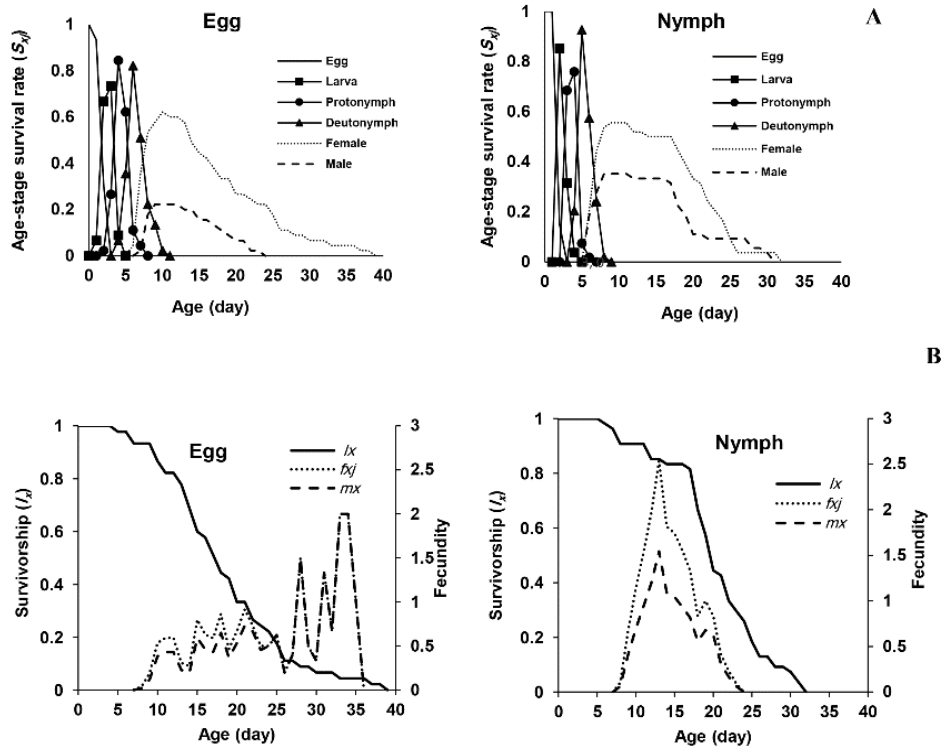 A
Egg
Age-stage survival rate (Sxj)
1
0.8
0.6
0.4
0.2
0
Egg
Larva
Protonymph
Deutonymph
Female
Male
0 5 10 15 20 25 30 35 40
Age (day)
Nymph
Age-stage survival rate (Sxj)
1
0.8
0.6
0.4
0.2
0
Egg
Larva
Protonymph
Deutonymph
Female
Male
0 5 10 15 20 25 30 35 40
Age (day)
B
Egg
Survivorship (lx)
1
0.8
0.6
0.4
0.2
0
lx
fxj
mx
3
2.5
2
1.5
1
0.5
0
Fecundity
0 5 10 15 20 25 30 35 40
Age (day)
Nymph
Survivorship (lx)
1
0.8
0.6
0.4
0.2
0
lx
fxj
mx
3
2.5
2
1.5
1
0.5
0
Fecundity
0 5 10 15 20 25 30 35 40
Age (day)